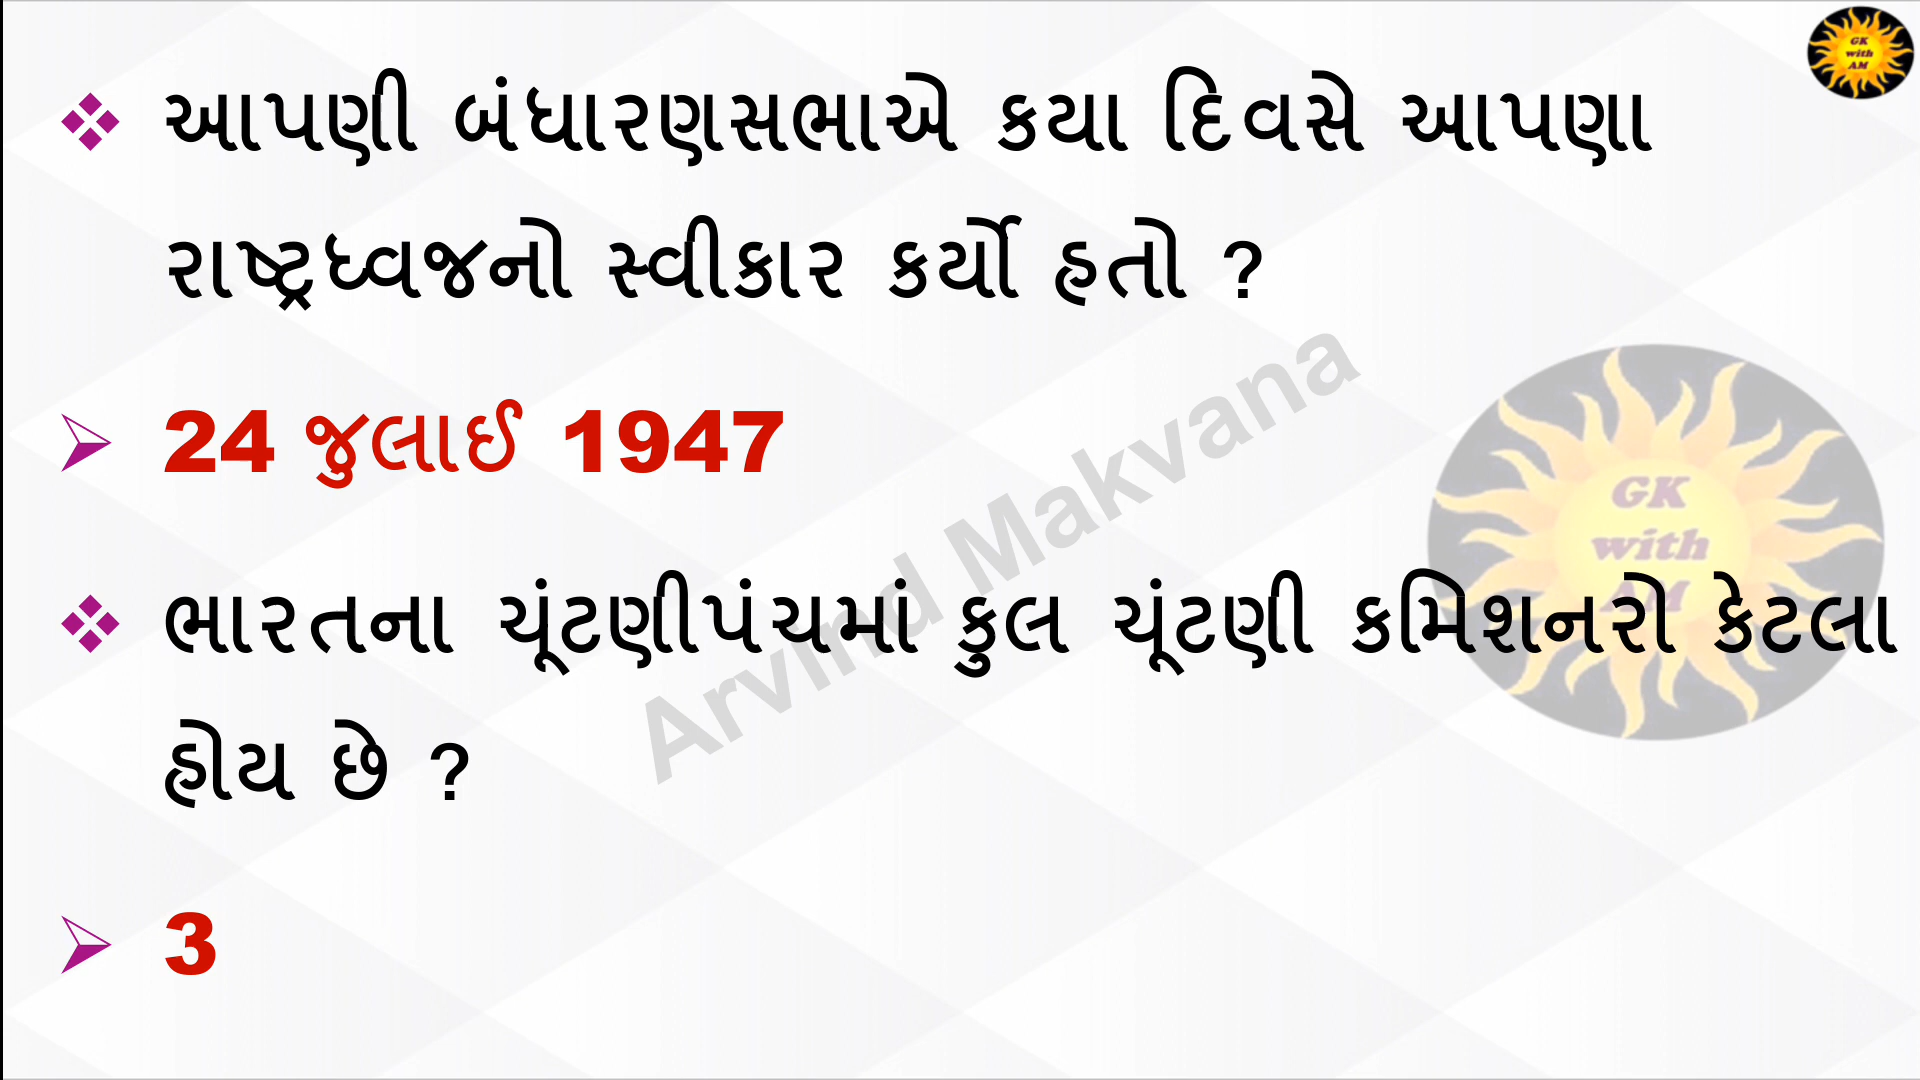 GK
with
AM
આપણી બંધારણસભાએ કયા દિવસે આપણા
રાષ્ટ્રધ્વજનો સ્વીકાર કર્યો હતો ?
24 જુલાઈ 1947
Arvind Makvana
GK
with
AM
ભારતના ચૂંટણીપંચમાં કુલ ચૂંટણી કમિશનરો કેટલા
હોય છે ?
3